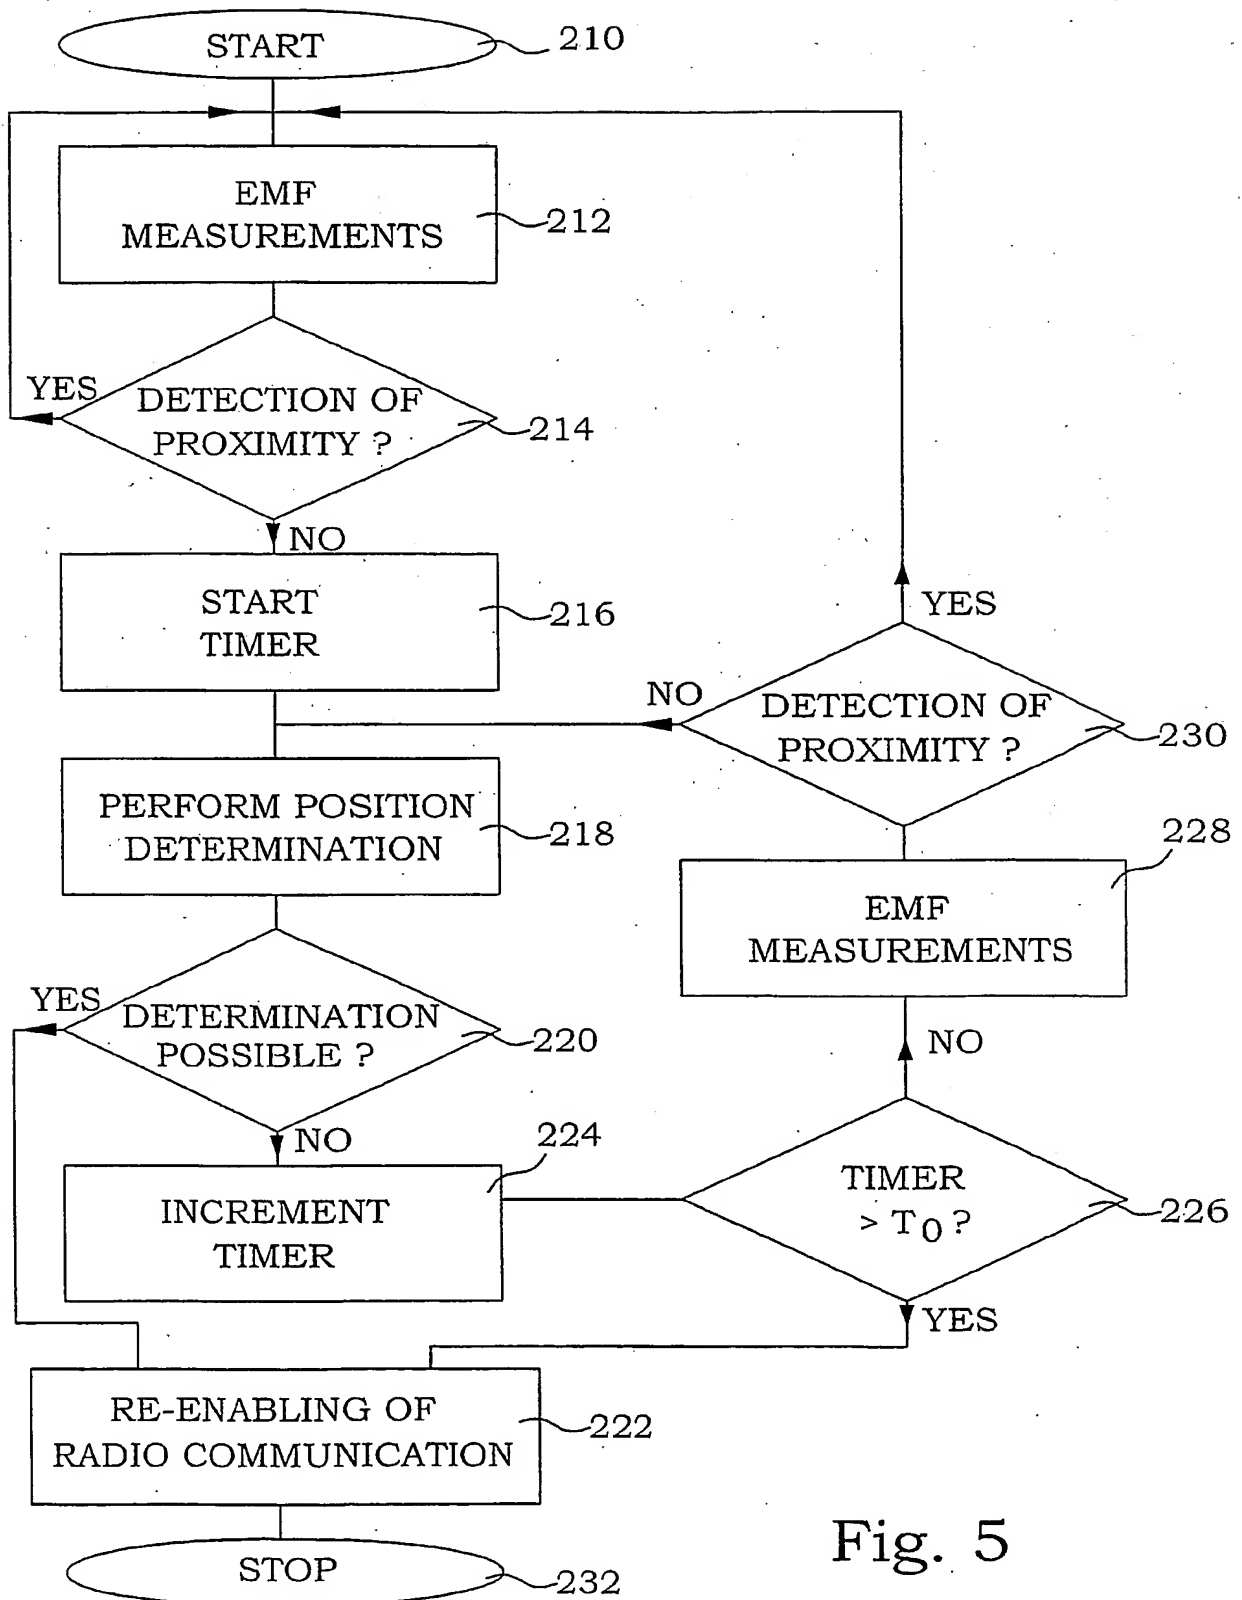 START
210
EMF
MEASUREMENTS
212
YES
DETECTION OF
PROXIMITY ?
214
NO
START
TIMER
216
YES
NO
DETECTION OF
PROXIMITY ?
230
PERFORM POSITION
DETERMINATION
218
228
EMF
MEASUREMENTS
YES
DETERMINATION
POSSIBLE ?
220
NO
NO
224
INCREMENT
TIMER
TIMER
> T0 ?
226
YES
RE-ENABLING OF
RADIO COMMUNICATION
222
STOP
232
Fig. 5